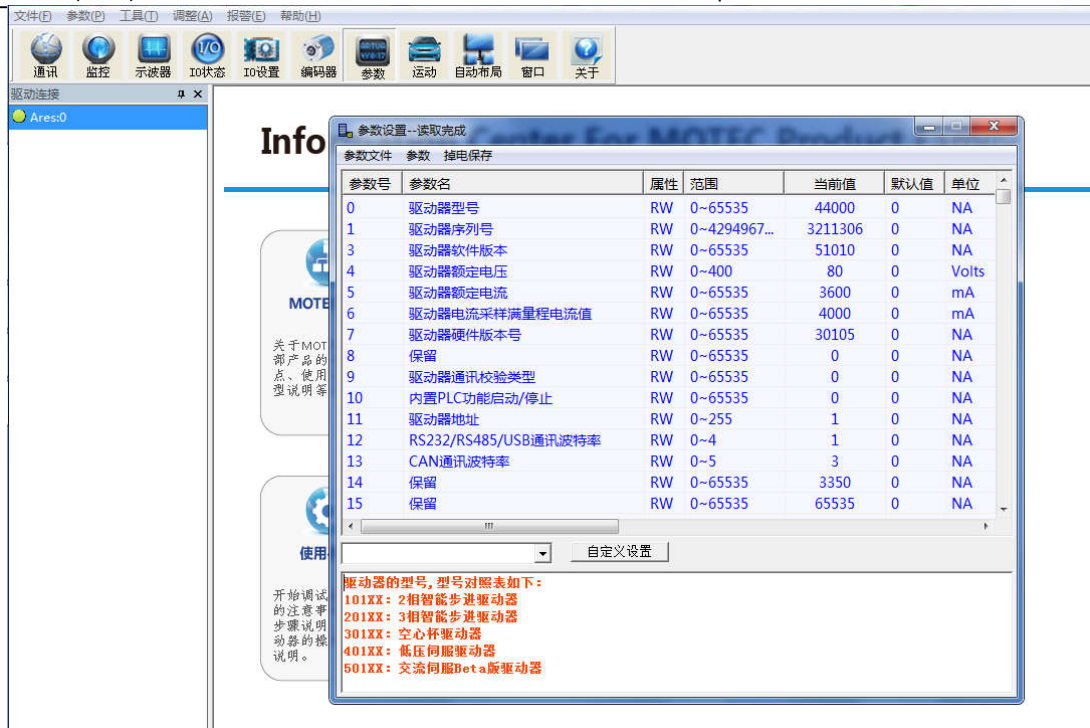 文件(F) 参数(P) 工具(T) 调整(A) 报警(E) 帮助(H)
通讯 监控 示波器 IO状态 IO设置 编码器 参数 运动 自动布局 窗口 关于
驱动连接
Ares:0
Info
MOTE
关于MOT
部产品的
点、使用
型说明等
使用
开始调试
的注意事
步骤说明
动器的操
说明。
参数设置--读取完成
参数文件 参数 掉电保存
参数号 参数名 属性 范围 当前值 默认值 单位
0 驱动器型号 RW 0~65535 44000 0 NA
1 驱动器序列号 RW 0~4294967... 3211306 0 NA
3 驱动器软件版本 RW 0~65535 51010 0 NA
4 驱动器额定电压 RW 0~400 80 0 Volts
5 驱动器额定电流 RW 0~65535 3600 0 mA
6 驱动器电流采样满量程电流值 RW 0~65535 4000 0 mA
7 驱动器硬件版本号 RW 0~65535 30105 0 NA
8 保留 RW 0~65535 0 0 NA
9 驱动器通讯校验类型 RW 0~65535 0 0 NA
10 内置PLC功能启动/停止 RW 0~65535 0 0 NA
11 驱动器地址 RW 0~255 1 0 NA
12 RS232/RS485/USB通讯波特率 RW 0~4 1 0 NA
13 CAN通讯波特率 RW 0~5 3 0 NA
14 保留 RW 0~65535 3350 0 NA
15 保留 RW 0~65535 65535 0 NA
自定义设置
驱动器的型号,型号对照表如下:
101XX: 2相智能步进驱动器
201XX: 3相智能步进驱动器
301XX: 空心杯驱动器
401XX: 低压伺服驱动器
501XX: 交流伺服Beta版驱动器